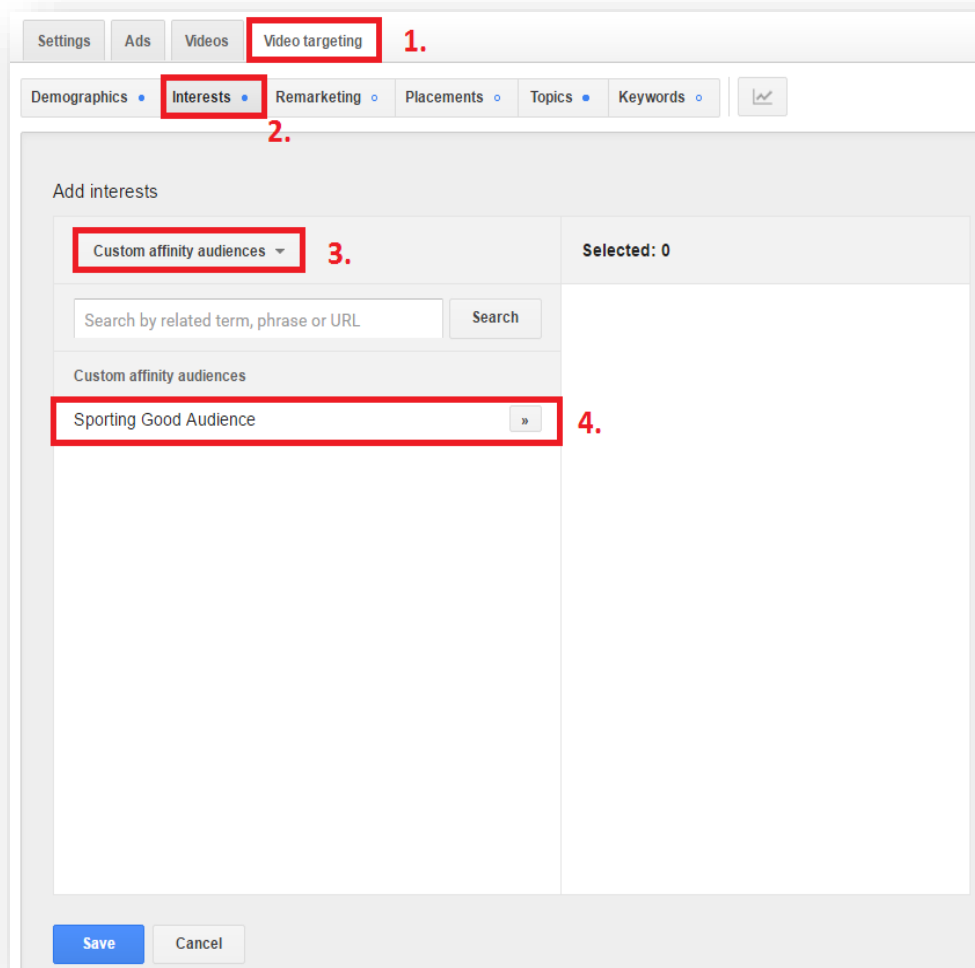 Settings Ads Videos Video targeting 1.
Demographics Interests Remarketing Placements Topics Keywords
2.
Add interests
Custom affinity audiences 3. Selected: 0
Search by related term, phrase or URL Search
Custom affinity audiences
Sporting Good Audience » 4.
Save Cancel